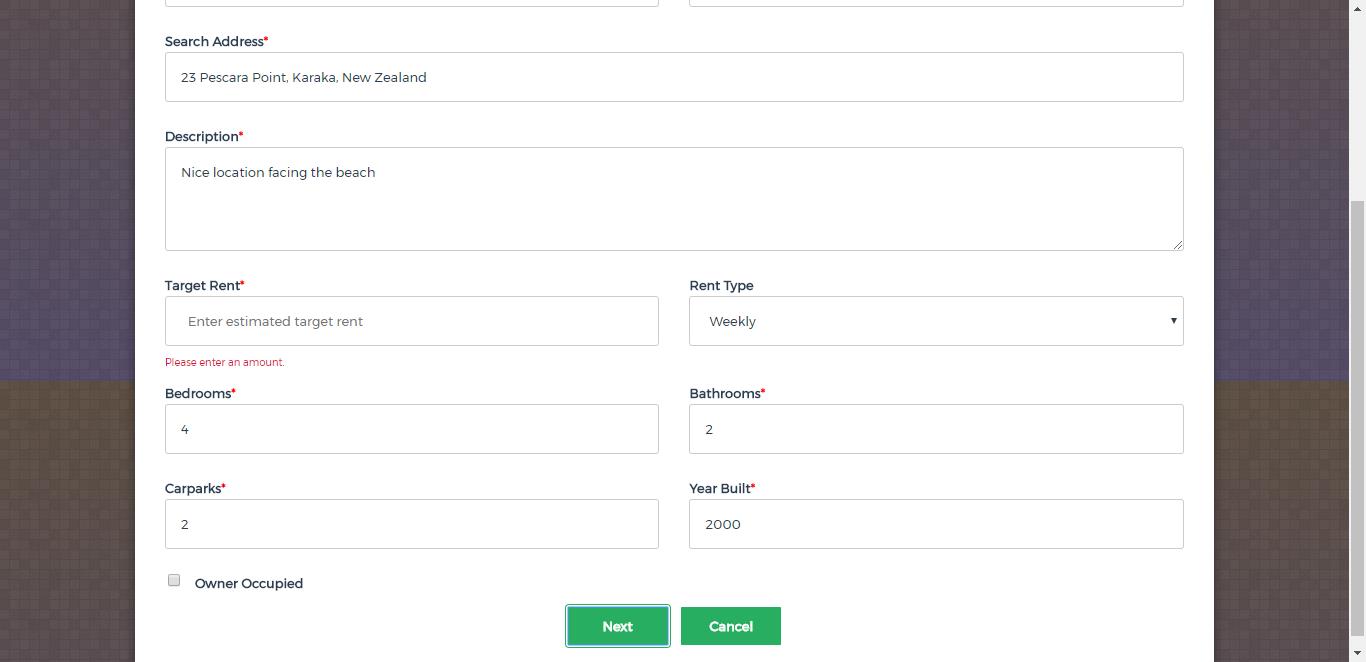 Search Address*
23 Pescara Point, Karaka, New Zealand
Description*
Nice location facing the beach
Target Rent* Rent Type
Enter estimated target rent Weekly
Please enter an amount.
Bedrooms* Bathrooms*
4 2
Carparks* Year Built*
2 2000
Owner Occupied
Next Cancel